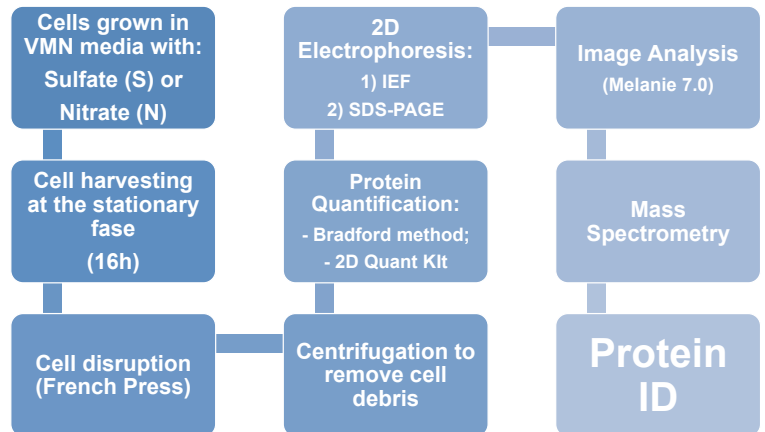 Cells grown in
VMN media with:
Sulfate (S) or
Nitrate (N)
Cell harvesting
at the stationary
fase
(16h)
Cell disruption
(French Press)
Centrifugation to
remove cell
debris
Protein
Quantification:
- Bradford method;
- 2D Quant KIt
2D
Electrophoresis:
1) IEF
2) SDS-PAGE
Image Analysis
(Melanie 7.0)
Mass
Spectrometry
Protein
ID